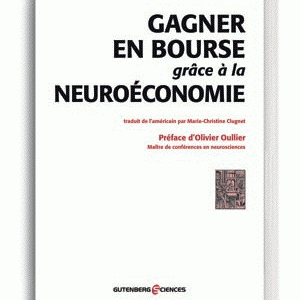 GAGNER
EN BOURSE
grâce à la
NEUROÉCONOMIE
traduit de l'américain par Marie-Christine Clugnet
Préface d'Olivier Oullier
Maître de conférences en neurosciences
GUTENBERG SCIENCES